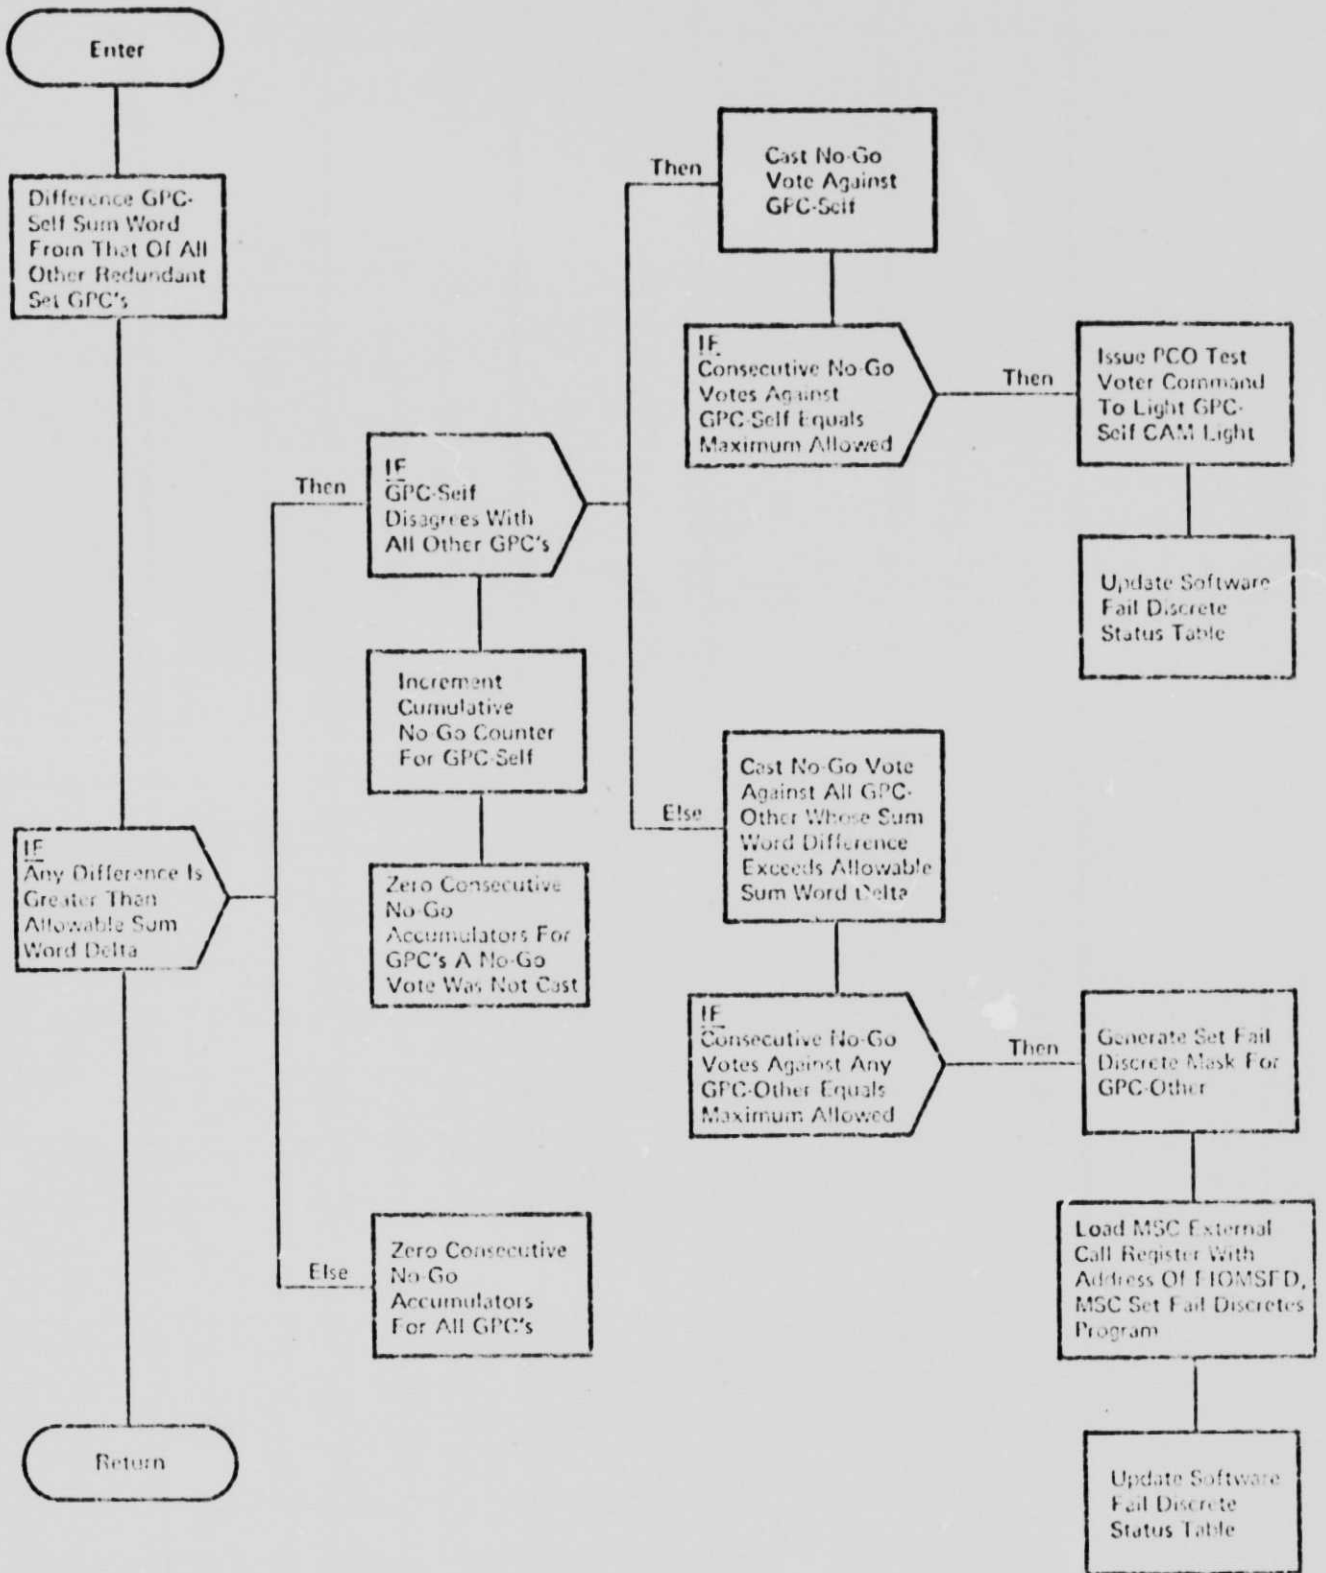 Enter
Difference GPC-
Self Sum Word
From That Of All
Other Redundant
Set GPC's
IF
Any Difference Is
Greater Than
Allowable Sum
Word Delta
Return
Then
IF
GPC-Self
Disagrees With
All Other GPC's
Increment
Cumulative
No-Go Counter
For GPC-Self
Zero Consecutive
No-Go
Accumulators For
GPC's A No-Go
Vote Was Not Cast
Else
Zero Consecutive
No-Go
Accumulators
For All GPC's
Then
Cast No-Go
Vote Against
GPC-Self
IF
Consecutive No-Go
Votes Against
GPC-Self Equals
Maximum Allowed
Then
Issue PCO Test
Voter Command
To Light GPC-
Self CAM Light
Update Software
Fail Discrete
Status Table
Else
Cast No-Go Vote
Against All GPC-
Other Whose Sum
Word Difference
Exceeds Allowable
Sum Word Delta
IF
Consecutive No-Go
Votes Against Any
GPC-Other Equals
Maximum Allowed
Then
Generate Set Fail
Discrete Mask For
GPC-Other
Load MSC External
Call Register With
Address Of FIOMSFD,
MSC Set Fail Discretes
Program
Update Software
Fail Discrete
Status Table